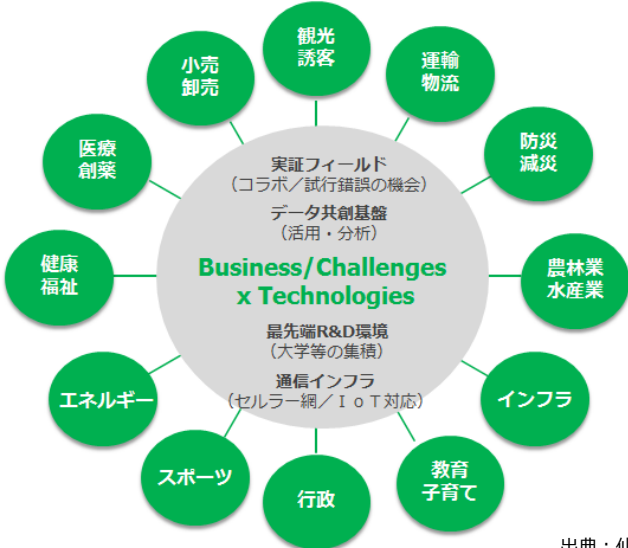 観光
誘客
運輸
物流
防災
減災
農林業
水産業
インフラ
教育
子育て
行政
スポーツ
エネルギー
健康
福祉
医療
創薬
小売
卸売
実証フィールド
（コラボ／試行錯誤の機会）
データ共創基盤
（活用・分析）
Business/Challenges
x Technologies
最先端R&D環境
（大学等の集積）
通信インフラ
（セルラー網／ＩｏＴ対応）
出典：仙